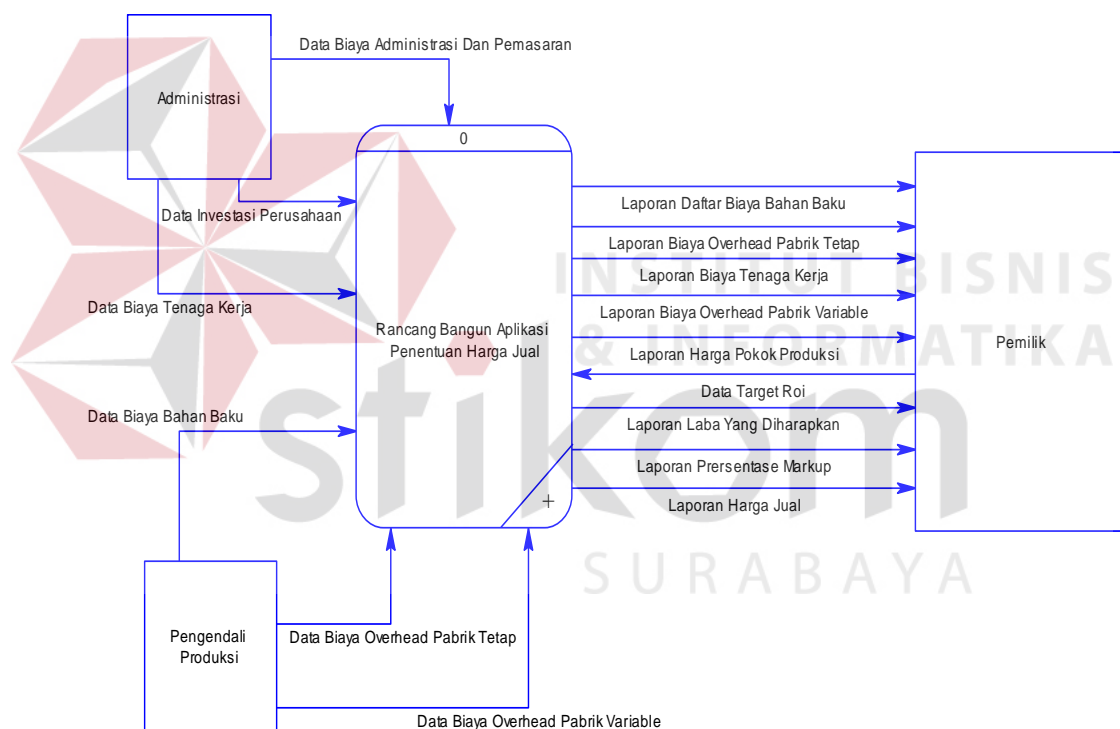 Data Biaya Administrasi Dan Pemasaran
Administrasi
0
Data Investasi Perusahaan
Data Biaya Tenaga Kerja
Data Biaya Bahan Baku
Rancang Bangun Aplikasi
Penentuan Harga Jual
+
Laporan Daftar Biaya Bahan Baku
Laporan Biaya Overhead Pabrik Tetap
Laporan Biaya Tenaga Kerja
Laporan Biaya Overhead Pabrik Variable
Laporan Harga Pokok Produksi
Data Target Roi
Laporan Laba Yang Diharapkan
Laporan Prersentase Markup
Laporan Harga Jual
Pemilik
Pengendali
Produksi
Data Biaya Overhead Pabrik Tetap
Data Biaya Overhead Pabrik Variable
INSTITUT BISNIS
& INFORMATIKA
stikom
SURABAYA